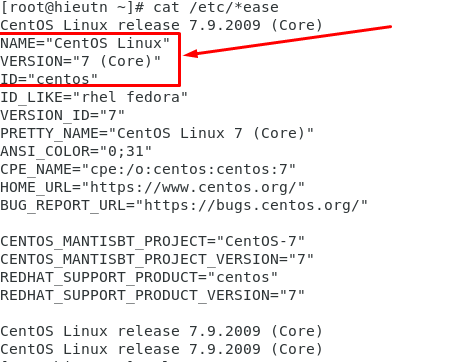 [root@hieutn ~]# cat /etc/*ease
CentOS Linux release 7.9.2009 (Core)
NAME="CentOS Linux"
VERSION="7 (Core)"
ID="centos"
ID_LIKE="rhel fedora"
VERSION_ID="7"
PRETTY_NAME="CentOS Linux 7 (Core)"
ANSI_COLOR="0;31"
CPE_NAME="cpe:/o:centos:centos:7"
HOME_URL="https://www.centos.org/"
BUG_REPORT_URL="https://bugs.centos.org/"
CENTOS_MANTISBT_PROJECT="CentOS-7"
CENTOS_MANTISBT_PROJECT_VERSION="7"
REDHAT_SUPPORT_PRODUCT="centos"
REDHAT_SUPPORT_PRODUCT_VERSION="7"
CentOS Linux release 7.9.2009 (Core)
CentOS Linux release 7.9.2009 (Core)